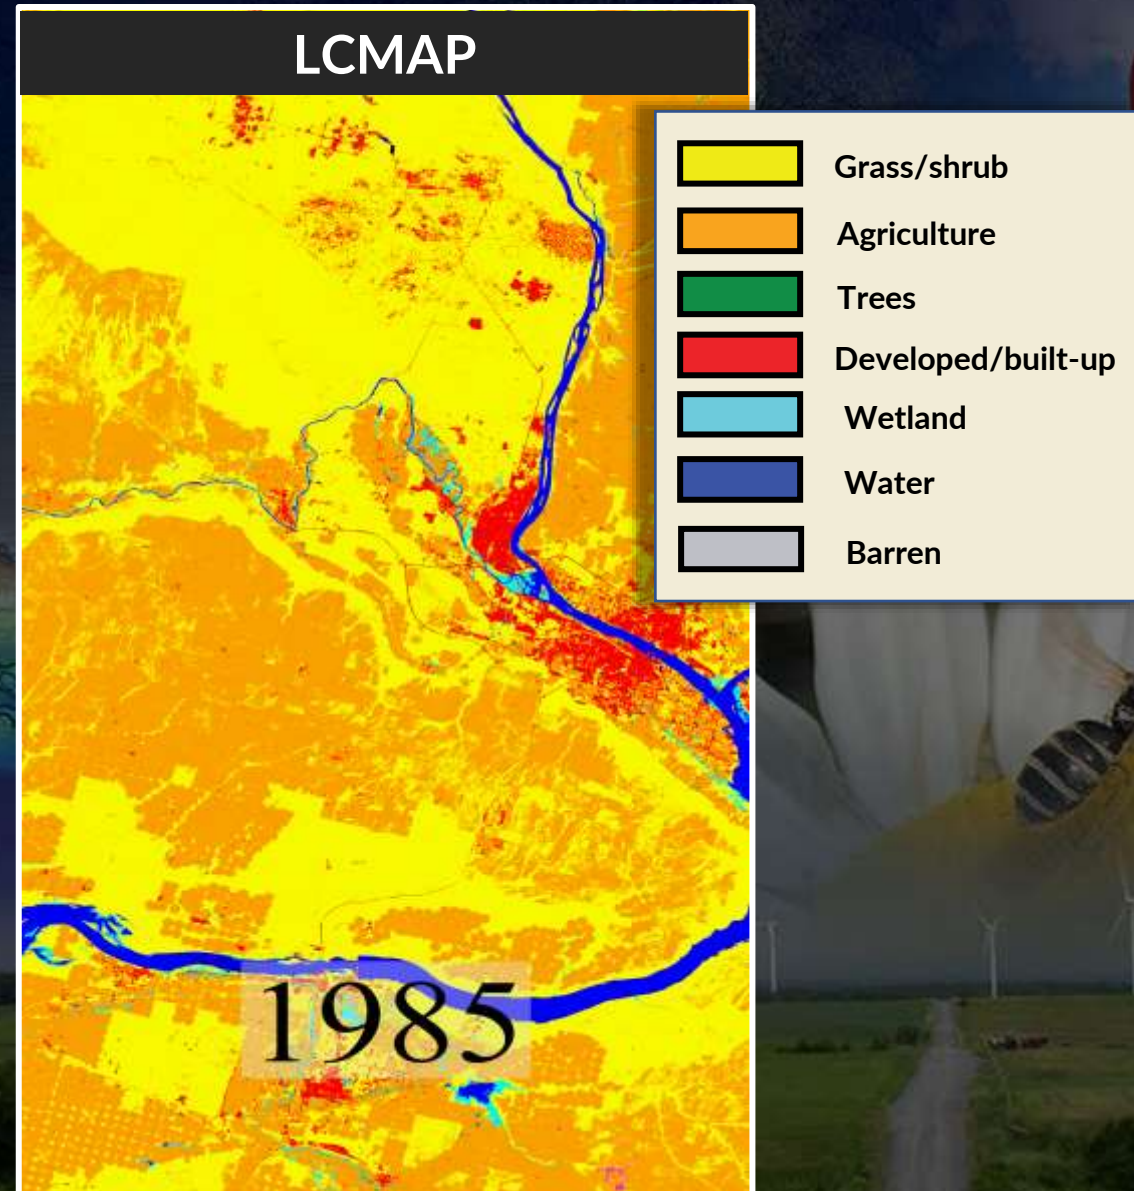 LCMAP
Grass/shrub
Agriculture
Trees
Developed/built-up
Wetland
Water
Barren
1985